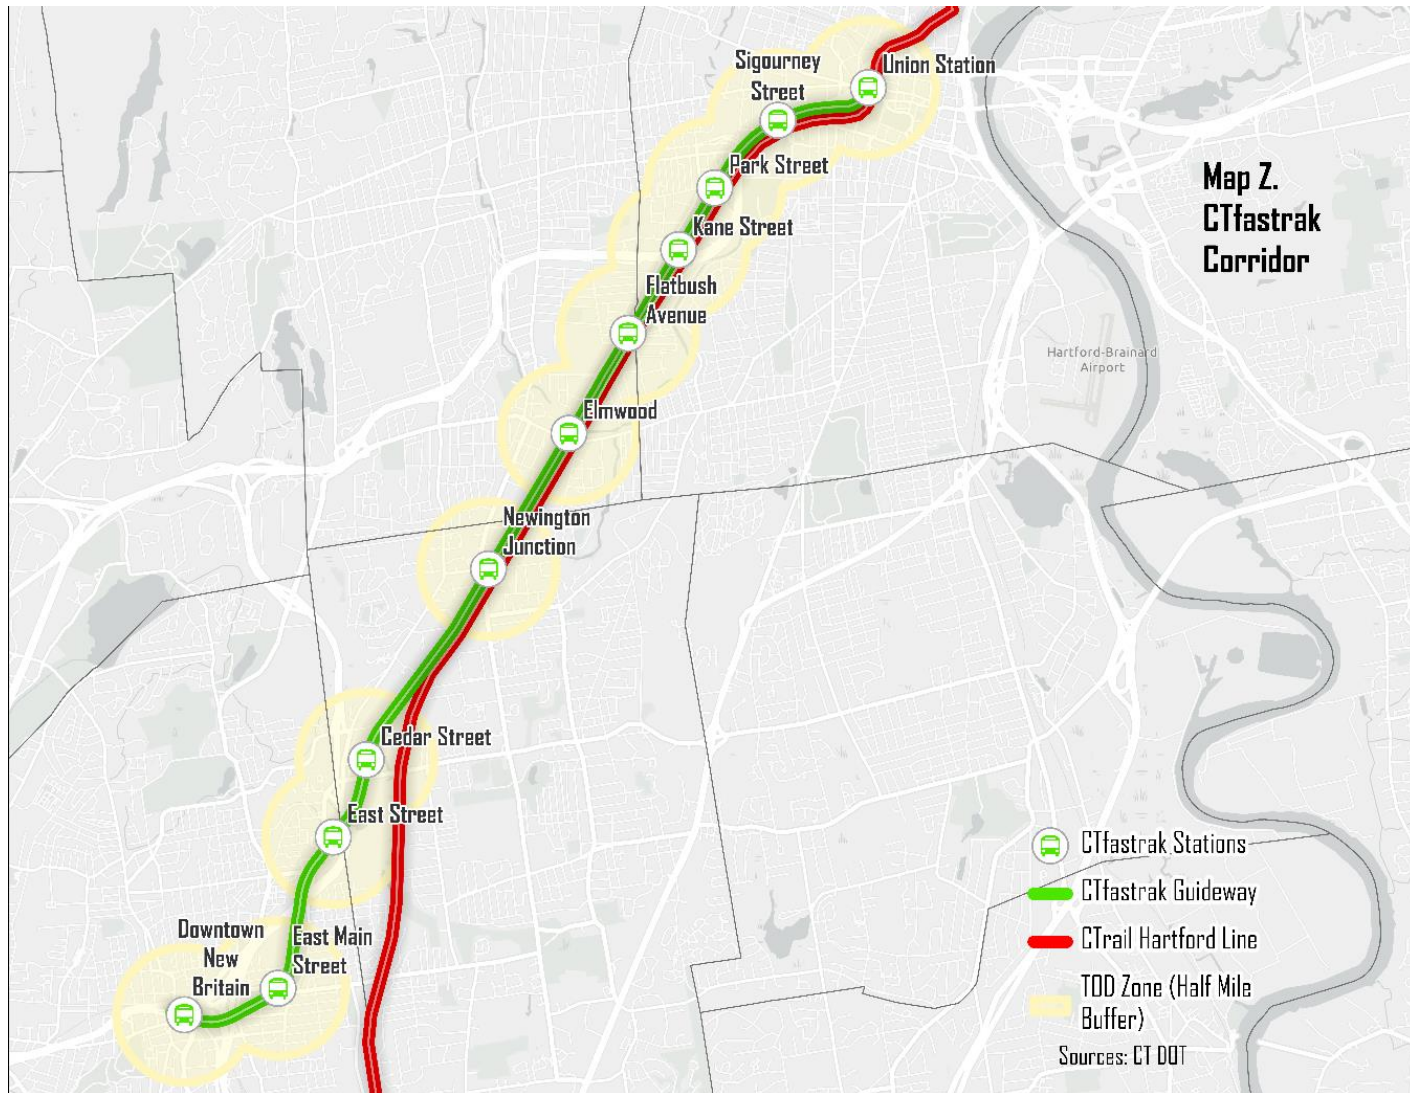 Sigourney
Street
Union Station
Park Street
Map Z.
CTfastrak
Corridor
Kane Street
Flatbush
Avenue
Hartford-Brainard
Airport
Elmwood
Newington
Junction
Cedar Street
East Street
CTfastrak Stations
CTfastrak Guideway
Downtown
New
Britain
East Main
Street
CTrail Hartford Line
TOD Zone (Half Mile
Buffer)
Sources: CT DOT